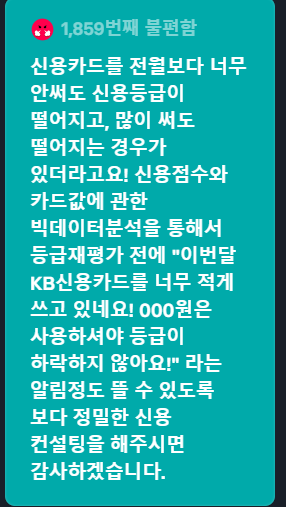 1,859번째 불편함
신용카드를 전월보다 너무
안써도 신용등급이
떨어지고, 많이 써도
떨어지는 경우가
있더라고요! 신용점수와
카드값에 관한
빅데이터분석을 통해서
등급재평가 전에 "이번달
KB신용카드를 너무 적게
쓰고 있네요! 000원은
사용하셔야 등급이
하락하지 않아요!" 라는
알림정도 뜰 수 있도록
보다 정밀한 신용
컨설팅을 해주시면
감사하겠습니다.